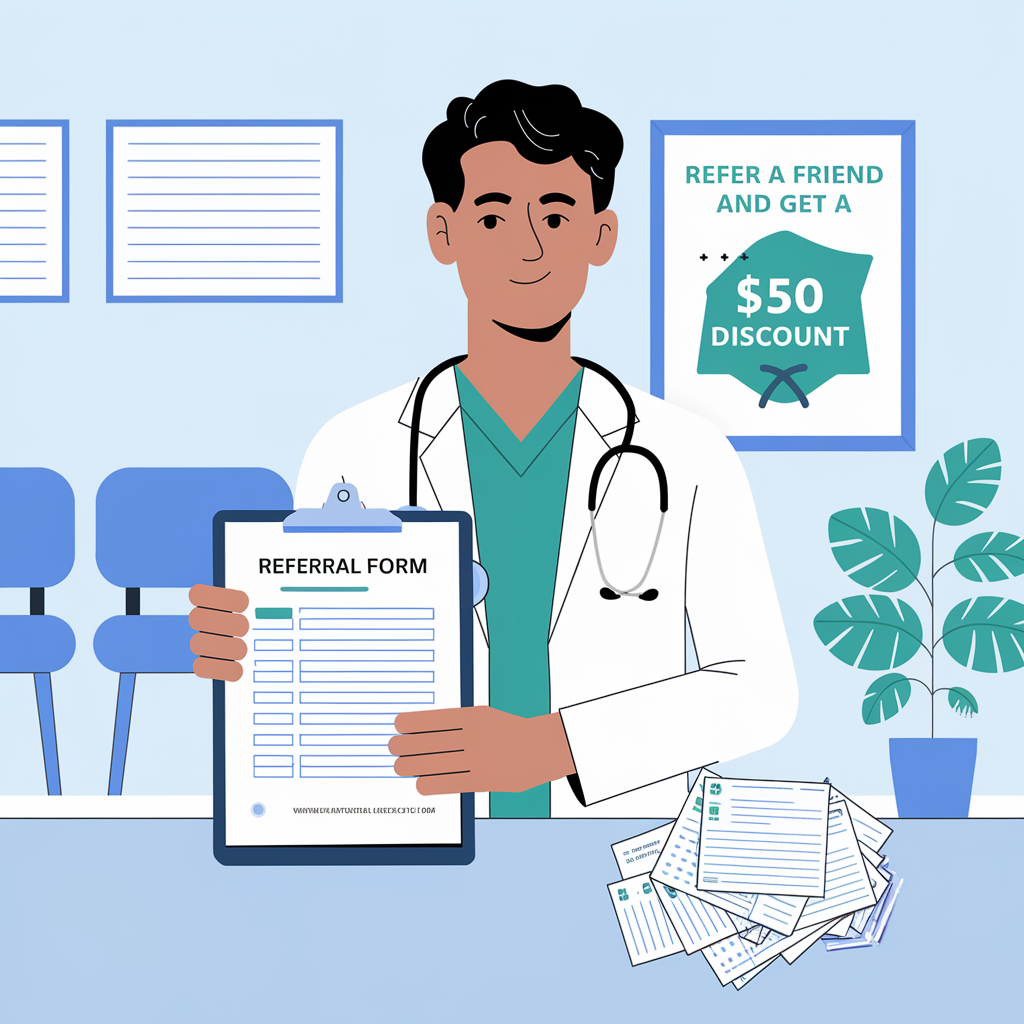 REFER A FRIEND
AND GET A
$50
DISCOUNT
REFERRAL FORM